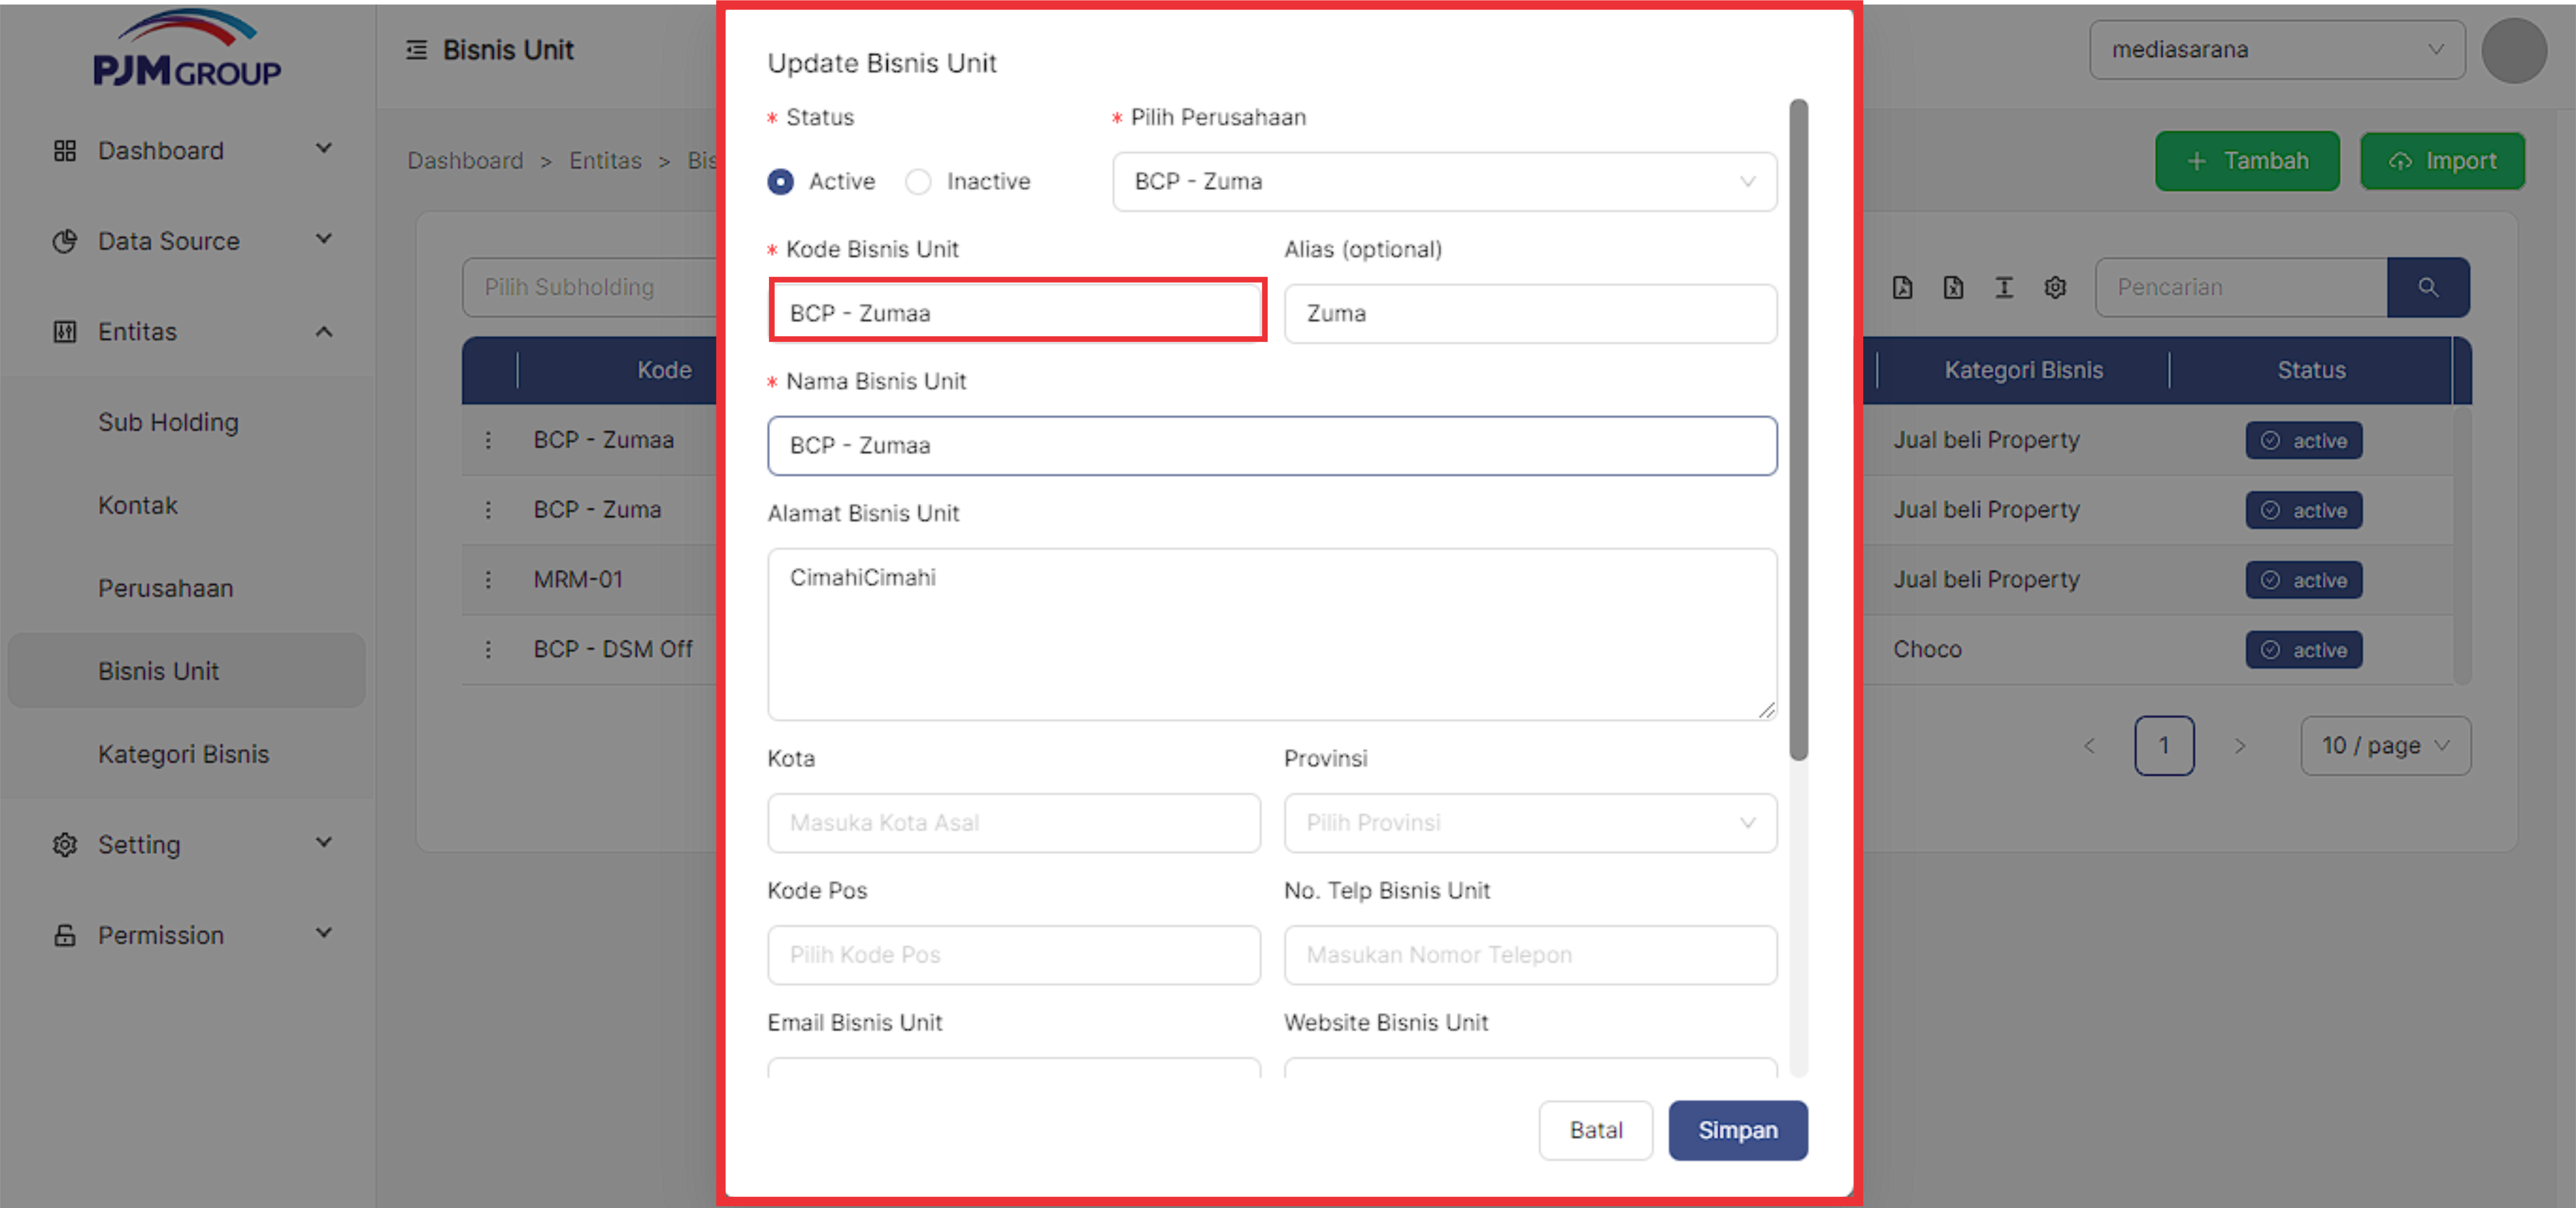 PJM GROUP
Bisnis Unit
mediasarana
Dashboard
Data Source
Entitas
Sub Holding
Kontak
Perusahaan
Bisnis Unit
Kategori Bisnis
Setting
Permission
Dashboard > Entitas > Bis
+ Tambah
Import
Pilih Subholding
Pencarian
Kode
Kategori Bisnis
Status
BCP - Zumaa
Jual beli Property
active
BCP - Zuma
Jual beli Property
active
MRM-01
Jual beli Property
active
BCP - DSM Off
Choco
active
< 1 >
10 / page
Update Bisnis Unit
* Status
* Pilih Perusahaan
Active
Inactive
BCP - Zuma
* Kode Bisnis Unit
Alias (optional)
BCP - Zumaa
Zuma
* Nama Bisnis Unit
BCP - Zumaa
Alamat Bisnis Unit
CimahiCimahi
Kota
Provinsi
Masuka Kota Asal
Pilih Provinsi
Kode Pos
No. Telp Bisnis Unit
Pilih Kode Pos
Masukan Nomor Telepon
Email Bisnis Unit
Website Bisnis Unit
Batal
Simpan